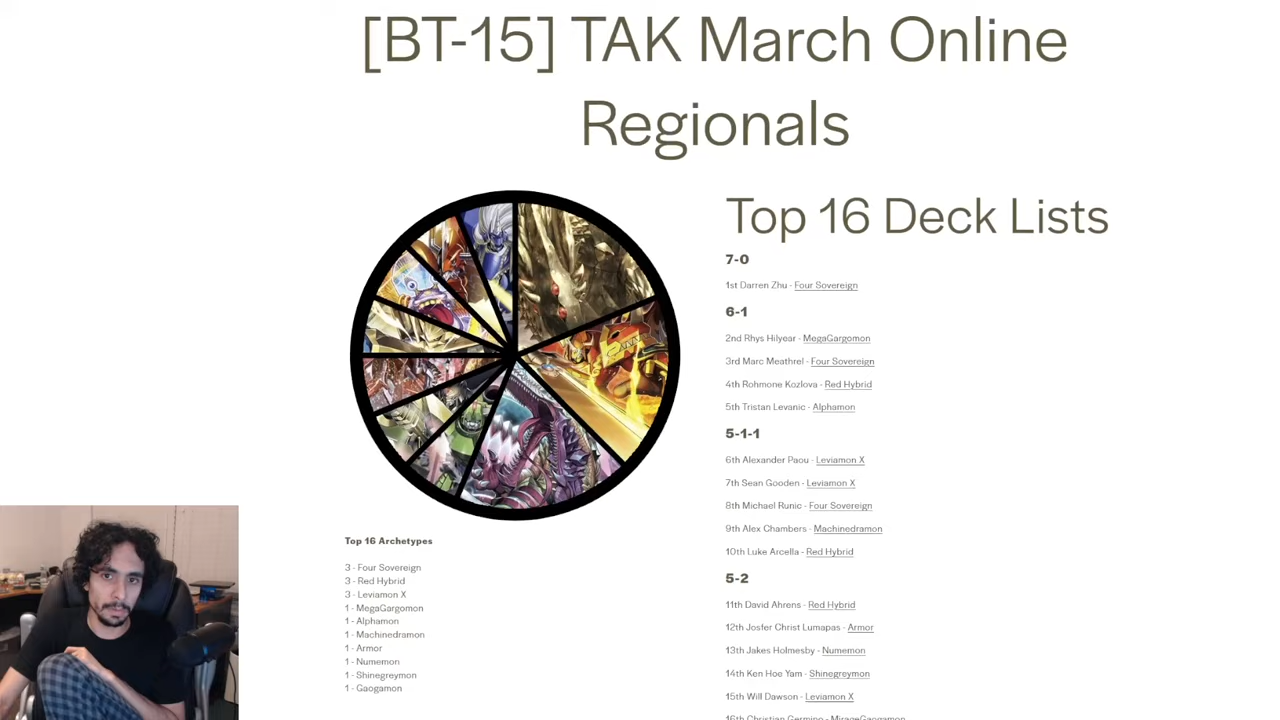 [BT-15] TAK March Online
Regionals
Top 16 Deck Lists
7-0
1st Darren Zhu - Four Sovereign
6-1
2nd Rhys Hilyear - MegaGargomon
3rd Marc Meathrel - Four Sovereign
4th Rohmone Kozlova - Red Hybrid
5th Tristan Levanic - Alphamon
5-1-1
6th Alexander Paou - Leviamon X
7th Sean Gooden - Leviamon X
8th Michael Runic - Four Sovereign
9th Alex Chambers - Machinedramon
10th Luke Arcella - Red Hybrid
5-2
11th David Ahrens - Red Hybrid
12th Josfer Christ Lumapas - Armor
13th Jakes Holmesby - Numemon
14th Ken Hoe Yam - Shinegreymon
15th Will Dawson - Leviamon X
16th Christian Germino - MirageGaogamon
Top 16 Archetypes
3 - Four Sovereign
3 - Red Hybrid
3 - Leviamon X
1 - MegaGargomon
1 - Alphamon
1 - Machinedramon
1 - Armor
1 - Numemon
1 - Shinegreymon
1 - Gaogamon